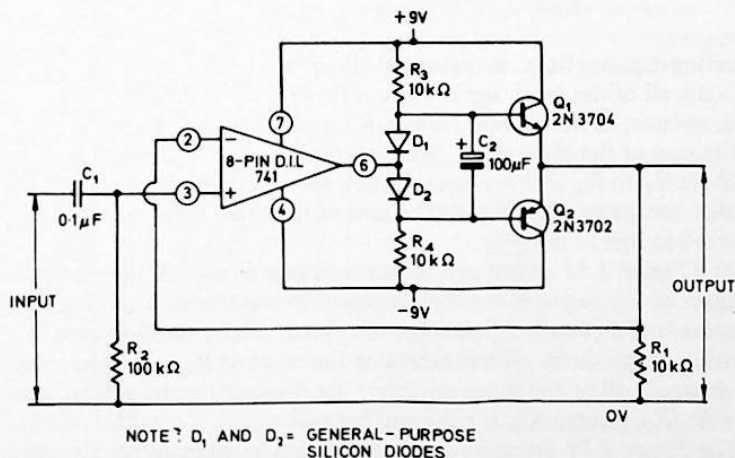 +9V
R3
10kΩ
Q1
2N3704
7
2
−
8-PIN D.I.L
741
6
D1
+
C2
100μF
C1
0·1μF
3
+
4
D2
Q2
2N3702
R4
10kΩ
INPUT
−9V
OUTPUT
R2
100kΩ
R1
10kΩ
0V
NOTE: D1 AND D2 = GENERAL-PURPOSE
SILICON DIODES